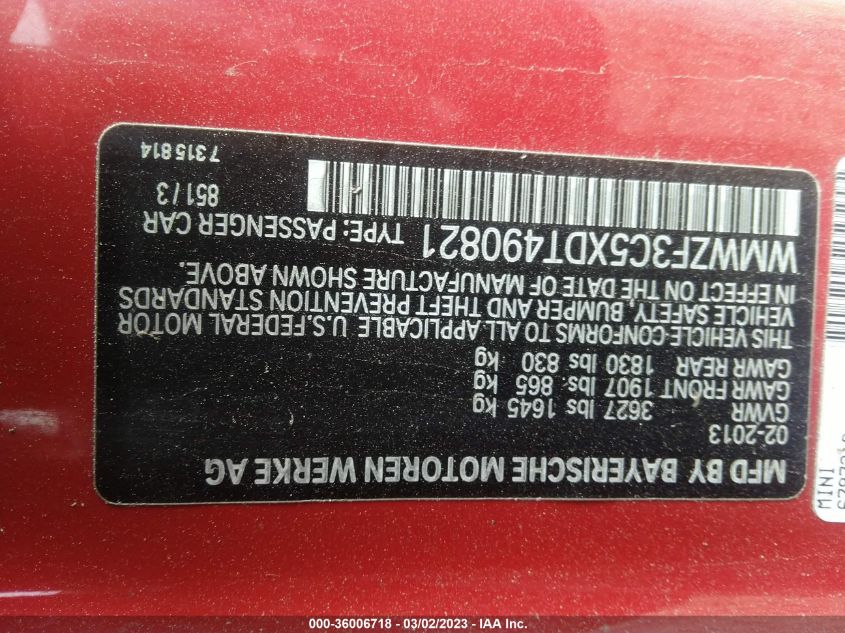 MFD BY BAYERISCHE MOTOREN WERKE AG
02-2013
GVWR 3627 lbs 1645 kg
GAWR FRONT 1907 lbs 865 kg
GAWR REAR 1830 lbs 830 kg
THIS VEHICLE CONFORMS TO ALL APPLICABLE U.S.FEDERAL MOTOR
VEHICLE SAFETY, BUMPER AND THEFT PREVENTION STANDARDS
IN EFFECT ON THE DATE OF MANUFACTURE SHOWN ABOVE.
WMWZF3C5XDT490821 TYPE: PASSENGER CAR
851 / 3
7 315 814
MINI
000-36006718 - 03/02/2023 - IAA Inc.